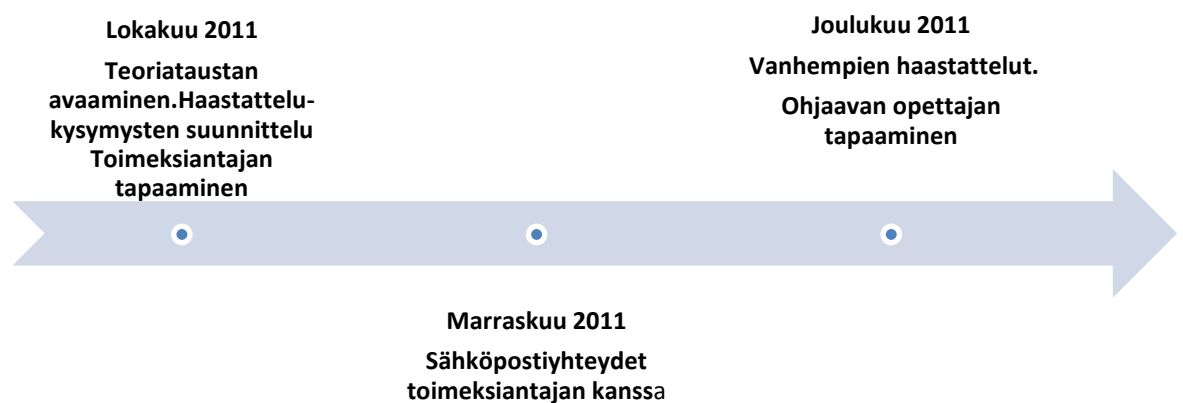 Lokakuu 2011
Teoriataustan
avaaminen.Haastattelu-
kysymysten suunnittelu
Toimeksiantajan
tapaaminen
Marraskuu 2011
Sähköpostiyhteydet
toimeksiantajan kanssa
Joulukuu 2011
Vanhempien haastattelut.
Ohjaavan opettajan
tapaaminen